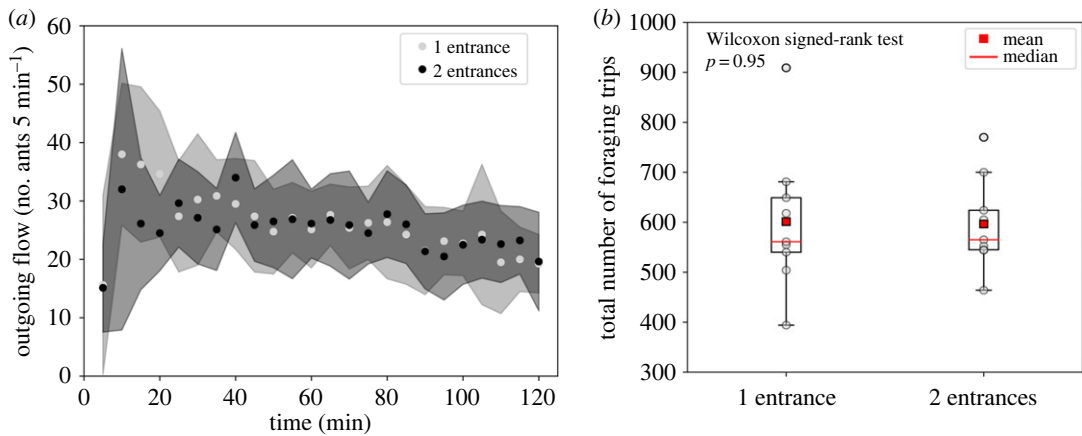 (a)
60
50
40
30
20
10
0
outgoing flow (no. ants 5 min⁻¹)
1 entrance
2 entrances
0 20 40 60 80 100 120
time (min)
(b)
1000
900
800
700
600
500
400
300
total number of foraging trips
Wilcoxon signed-rank test
p = 0.95
mean
median
1 entrance 2 entrances